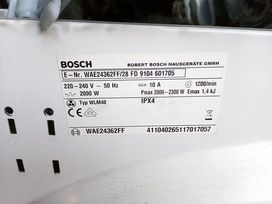 BOSCH ROBERT BOSCH HAUSGERÄTE GMBH
E-Nr. WAE24362FF/28 FD 9104 601705
220-240 V ~ 50 Hz 10 A 1200/min
2000 W Pmax 2000-2300 W Emax 1,4 kJ
Typ WLM40 IPX4
WAE24362FF 411040265117017057